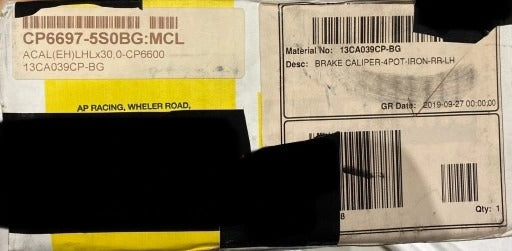 CP6697-5S0BG:MCL
ACAL(EH)LHLx30,0-CP6600
13CA039CP-BG
AP RACING, WHELER ROAD,
Material No: 13CA039CP-BG
Desc: BRAKE CALIPER-4POT-IRON-RR-LH
GR Date: 2019-09-27 00:00:00
8
Qty: 1